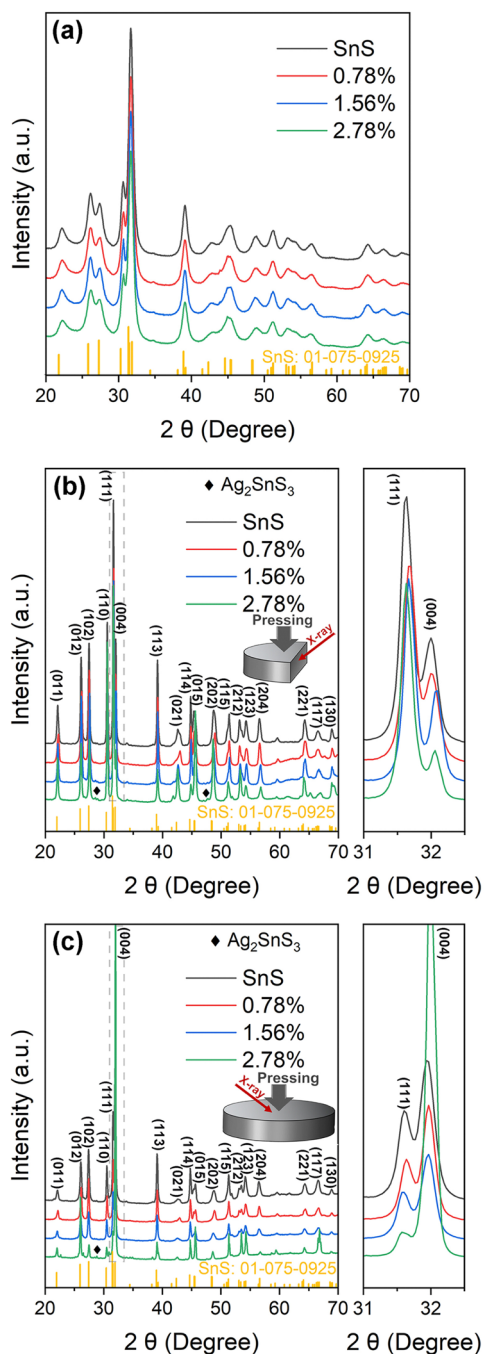 (a)
SnS
0.78%
1.56%
2.78%
Intensity (a.u.)
SnS: 01-075-0925
20 30 40 50 60 70
2 θ (Degree)
(b)
♦ Ag₂SnS₃
SnS
0.78%
1.56%
2.78%
Pressing
X-ray
(011)
(012)
(102)
(110)
(111)
(004)
(113)
(021)
(114)
(015)
(202)
(115)
(212)
(123)
(204)
(221)
(117)
(130)
Intensity (a.u.)
SnS: 01-075-0925
20 30 40 50 60 70
2 θ (Degree)
(111)
(004)
31 32
2 θ (Degree)
(c)
♦ Ag₂SnS₃
(004)
SnS
0.78%
1.56%
2.78%
Pressing
X-ray
(011)
(012)
(102)
(110)
(111)
(113)
(021)
(114)
(015)
(202)
(115)
(212)
(123)
(204)
(221)
(117)
(130)
Intensity (a.u.)
SnS: 01-075-0925
20 30 40 50 60 70
2 θ (Degree)
(111)
(004)
31 32
2 θ (Degree)